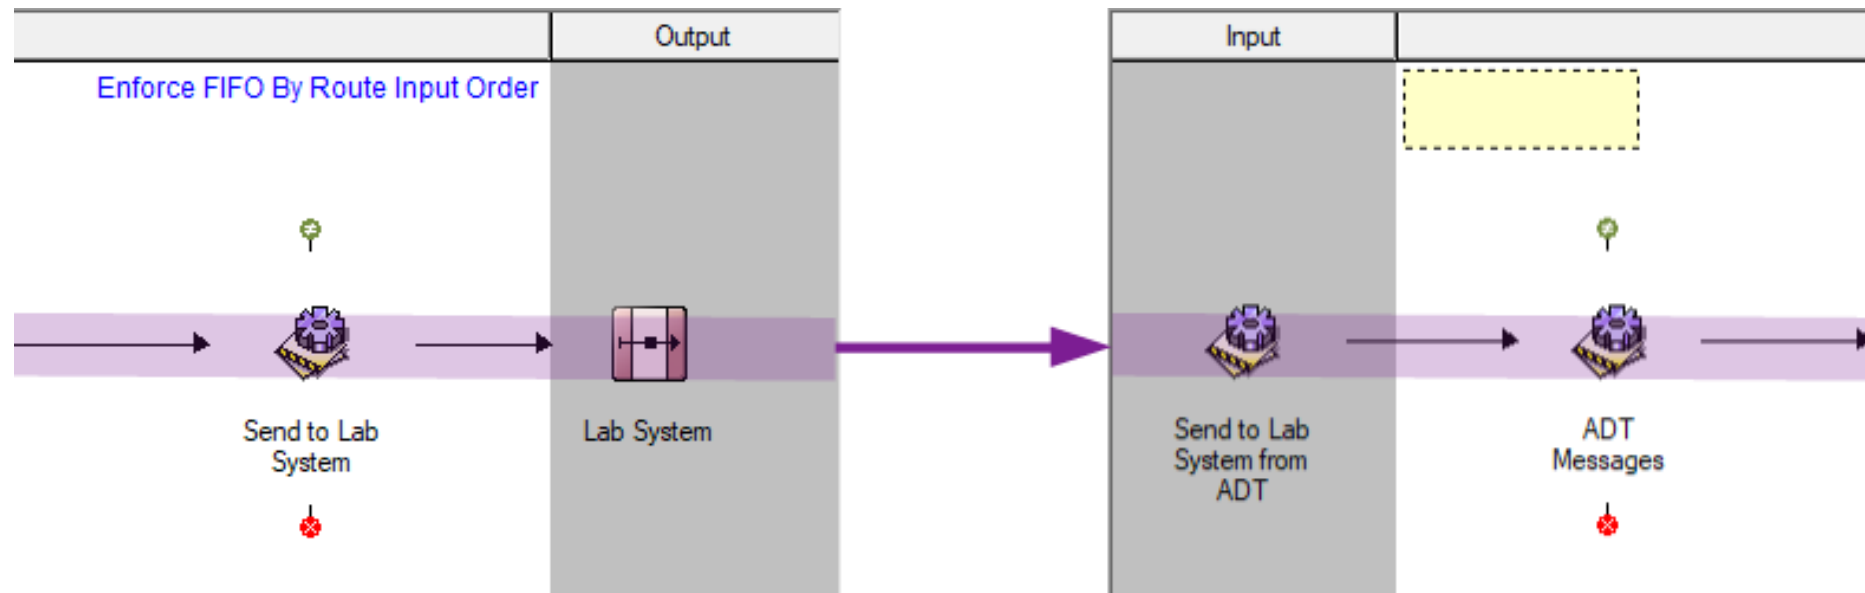 Output
Enforce FIFO By Route Input Order
Send to Lab
System
Lab System
Input
Send to Lab
System from
ADT
ADT
Messages